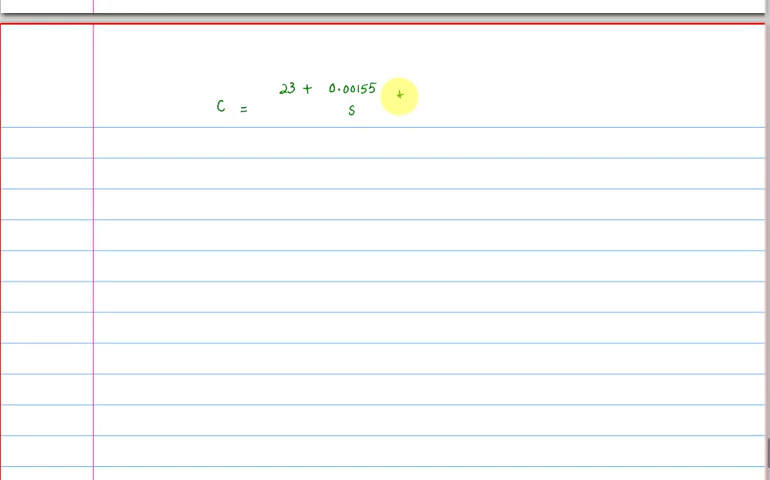 23 + 0.00155 +
C = S